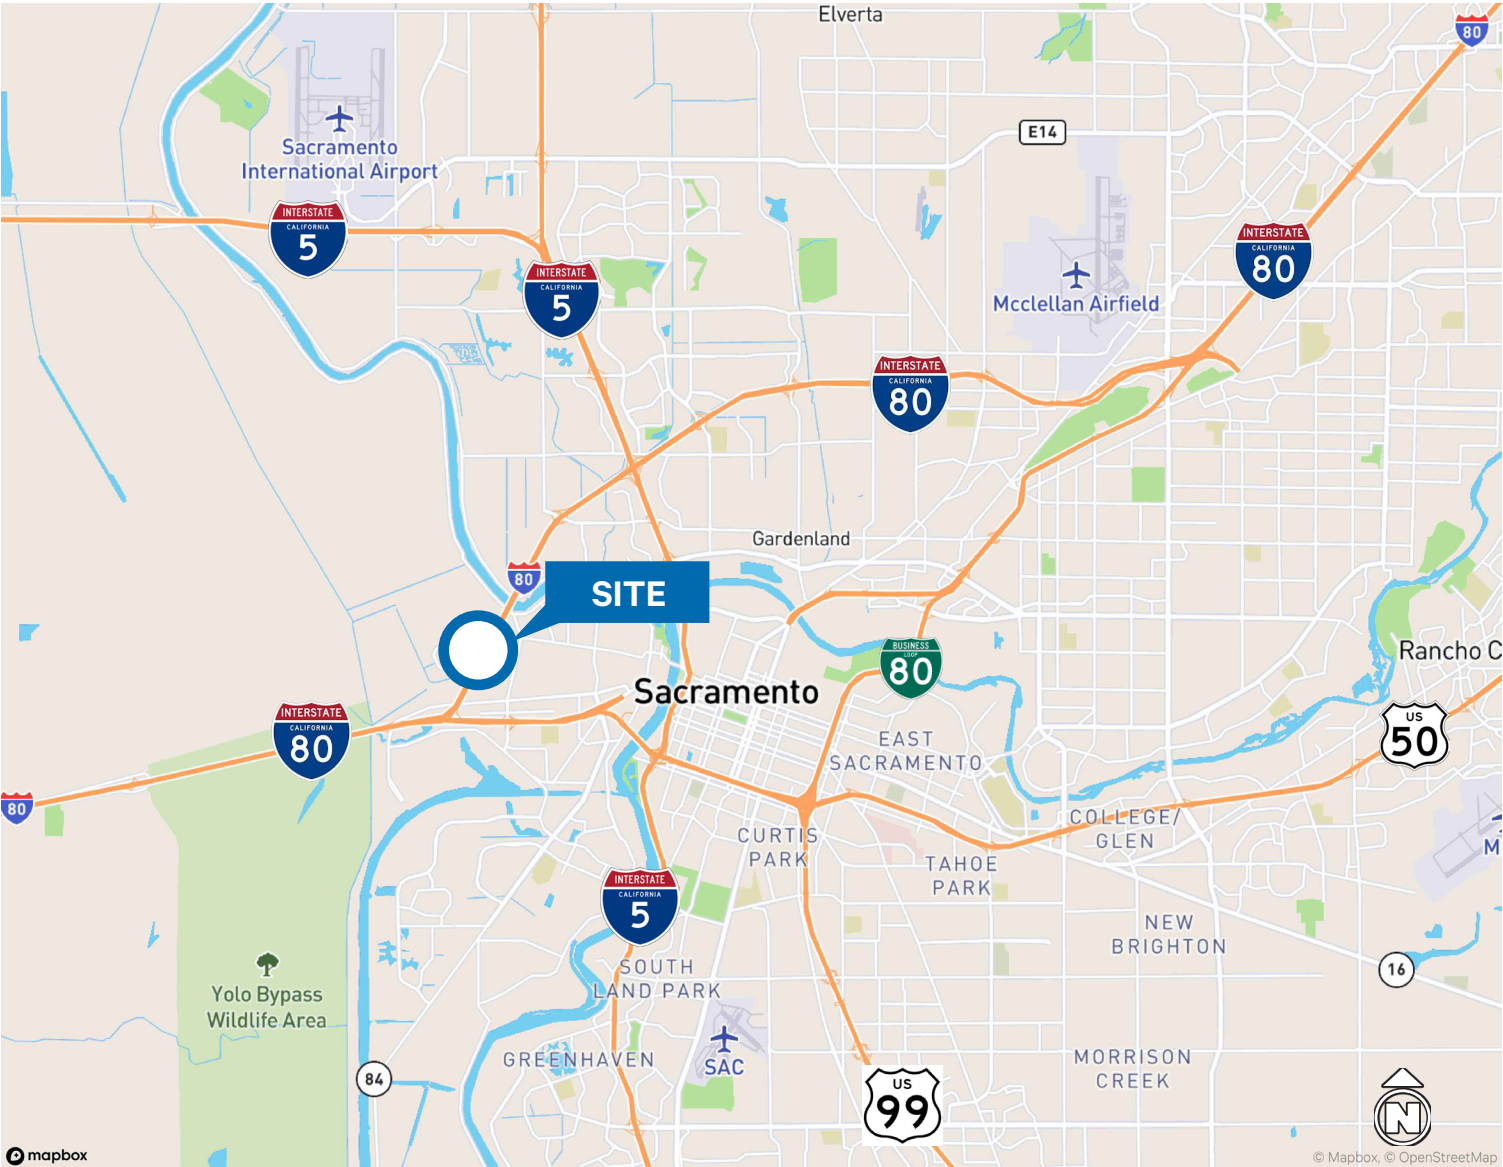 Elverta
80
E14
Sacramento
International Airport
INTERSTATE
CALIFORNIA
5
INTERSTATE
CALIFORNIA
80
INTERSTATE
CALIFORNIA
5
Mcclellan Airfield
INTERSTATE
CALIFORNIA
80
Gardenland
80
SITE
BUSINESS
LOOP
80
Rancho C
Sacramento
INTERSTATE
CALIFORNIA
80
US
50
EAST
SACRAMENTO
80
COLLEGE/
GLEN
CURTIS
PARK
M
TAHOE
PARK
INTERSTATE
CALIFORNIA
5
NEW
BRIGHTON
SOUTH
LAND PARK
16
Yolo Bypass
Wildlife Area
GREENHAVEN
SAC
MORRISON
CREEK
84
US
99
N
mapbox
© Mapbox, © OpenStreetMap